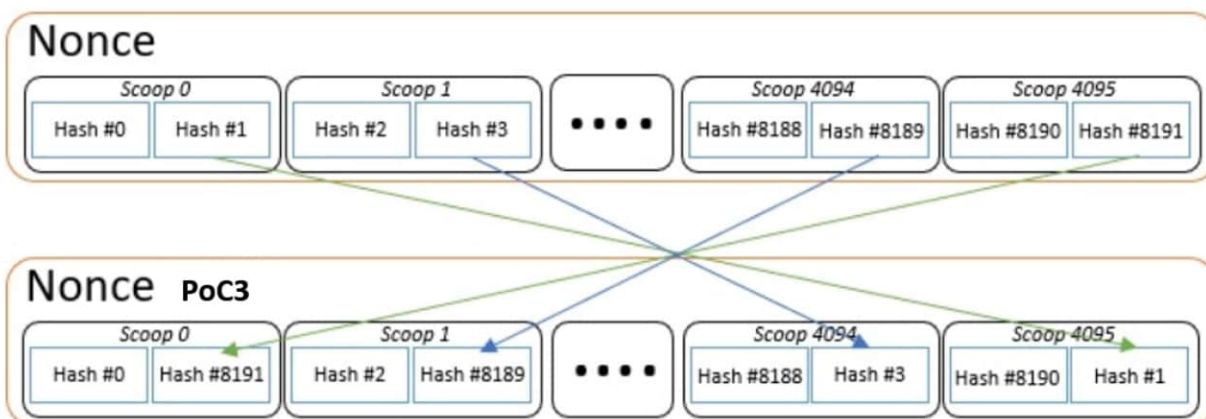 Nonce
Scoop 0 Scoop 1 Scoop 4094 Scoop 4095
Hash #0 Hash #1 Hash #2 Hash #3 .... Hash #8188 Hash #8189 Hash #8190 Hash #8191
Nonce PoC3
Scoop 0 Scoop 1 Scoop 4094 Scoop 4095
Hash #0 Hash #8191 Hash #2 Hash #8189 .... Hash #8188 Hash #3 Hash #8190 Hash #1